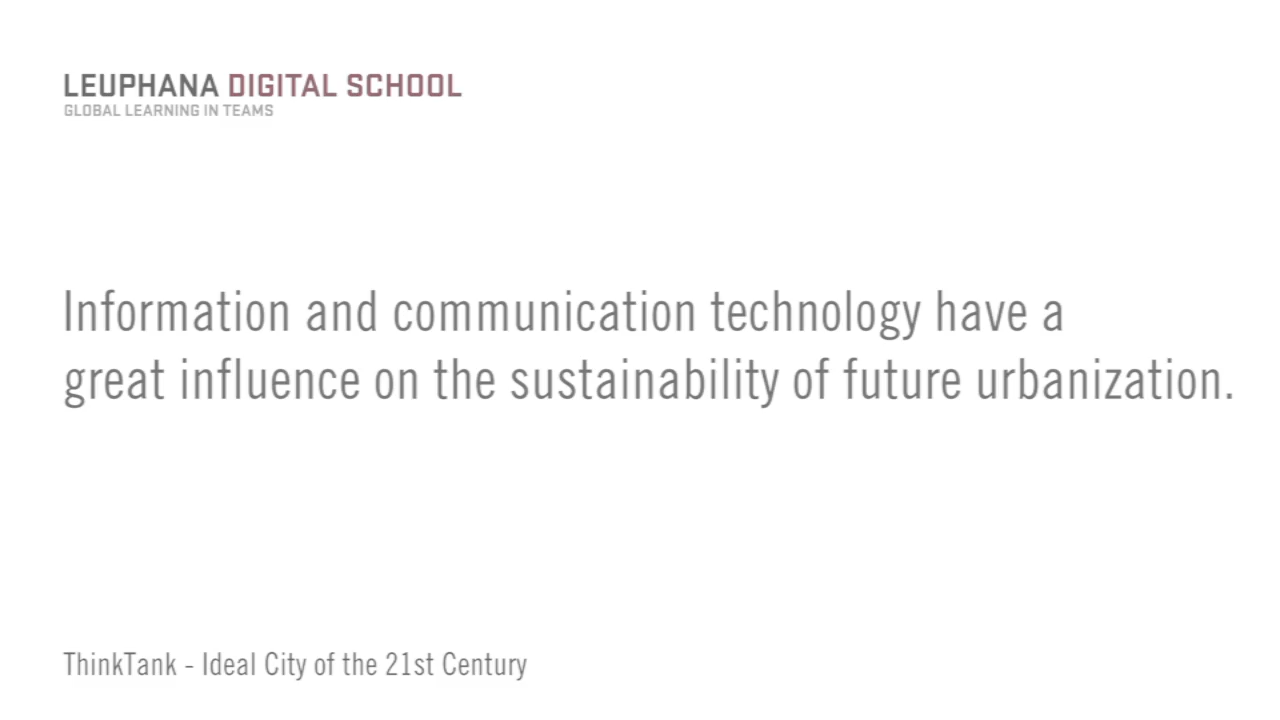 LEUPHANA DIGITAL SCHOOL
GLOBAL LEARNING IN TEAMS
Information and communication technology have a
great influence on the sustainability of future urbanization.
ThinkTank - Ideal City of the 21st Century